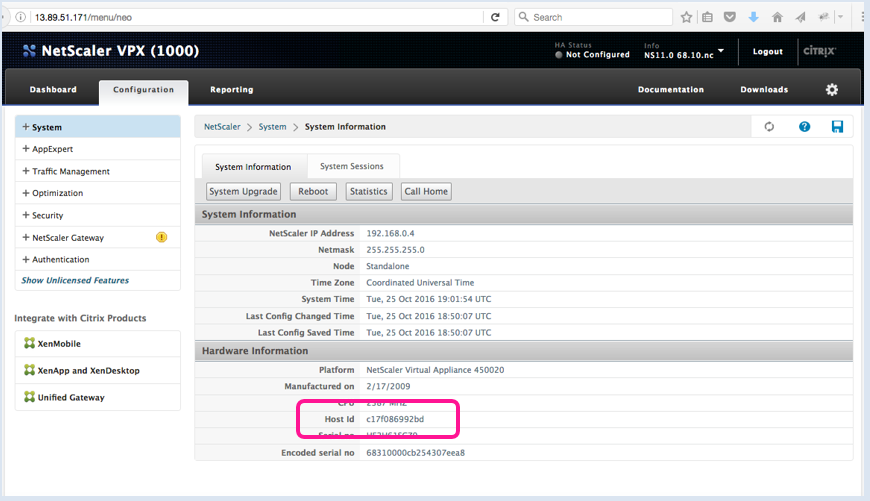 13.89.51.171/menu/neo
Search
NetScaler VPX (1000)
HA Status
Not Configured
Info
NS11.0 68.10.nc
Logout
CITRIX
Dashboard
Configuration
Reporting
Documentation
Downloads
+ System
+ AppExpert
+ Traffic Management
+ Optimization
+ Security
+ NetScaler Gateway
+ Authentication
Show Unlicensed Features
Integrate with Citrix Products
XenMobile
XenApp and XenDesktop
Unified Gateway
NetScaler > System > System Information
System Information
System Sessions
System Upgrade
Reboot
Statistics
Call Home
System Information
NetScaler IP Address 192.168.0.4
Netmask 255.255.255.0
Node Standalone
Time Zone Coordinated Universal Time
System Time Tue, 25 Oct 2016 19:01:54 UTC
Last Config Changed Time Tue, 25 Oct 2016 18:50:07 UTC
Last Config Saved Time Tue, 25 Oct 2016 18:50:07 UTC
Hardware Information
Platform NetScaler Virtual Appliance 450020
Manufactured on 2/17/2009
CPU MHZ
Host Id c17f086992bd
Serial no
Encoded serial no 68310000cb254307eea8